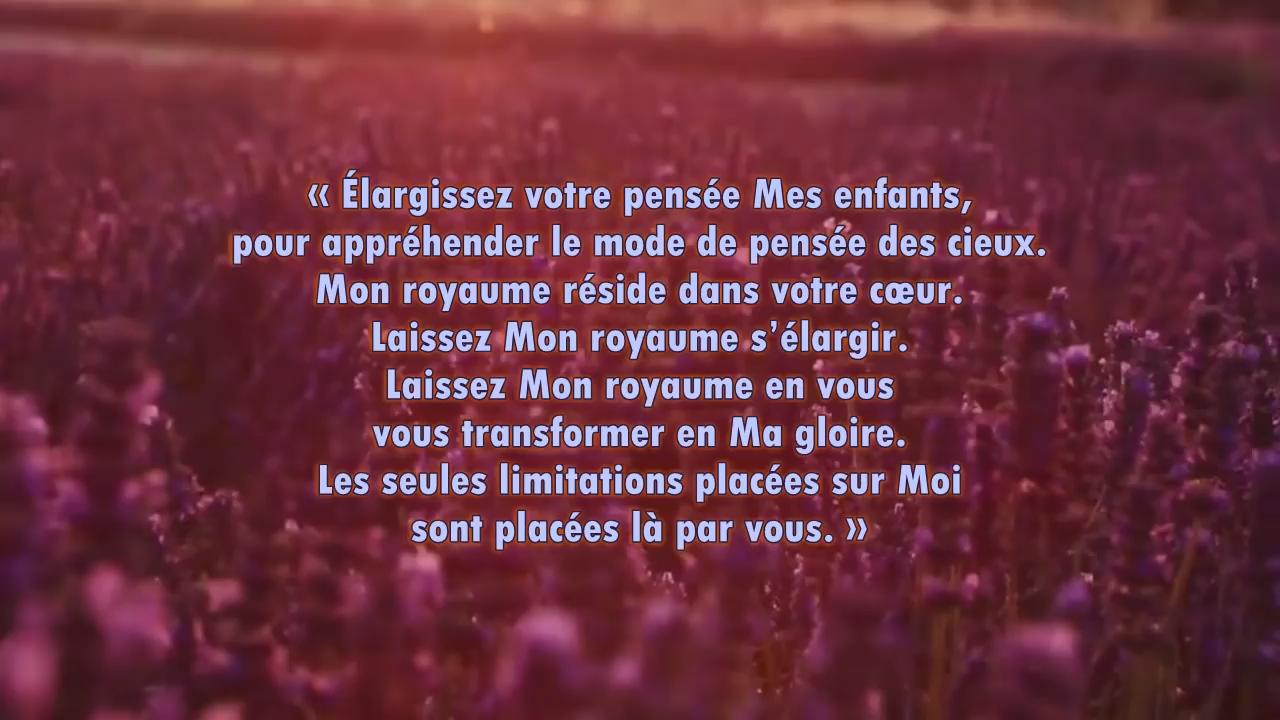 « Élargissez votre pensée Mes enfants,
pour appréhender le mode de pensée des cieux.
Mon royaume réside dans votre cœur.
Laissez Mon royaume s’élargir.
Laissez Mon royaume en vous
vous transformer en Ma gloire.
Les seules limitations placées sur Moi
sont placées là par vous. »